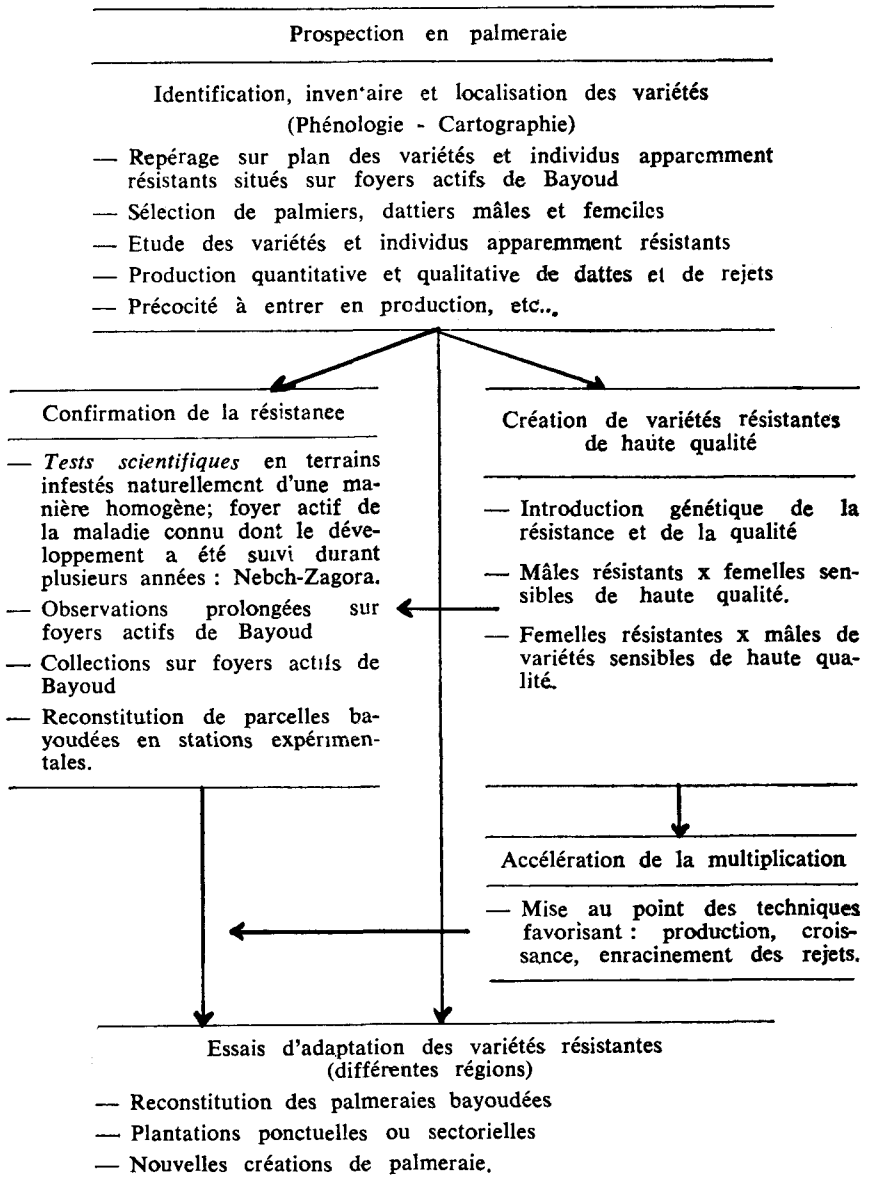 Prospection en palmeraie
Identification, inven'aire et localisation des variétés
(Phénologie - Cartographie)
— Repérage sur plan des variétés et individus apparemment
résistants situés sur foyers actifs de Bayoud
— Sélection de palmiers, dattiers mâles et femelles
— Etude des variétés et individus apparemment résistants
— Production quantitative et qualitative de dattes et de rejets
— Précocité à entrer en production, etc...
Confirmation de la résistance
— Tests scientifiques en terrains
infestés naturellement d'une ma-
nière homogène; foyer actif de
la maladie connu dont le déve-
loppement a été suivi durant
plusieurs années : Nebch-Zagora.
— Observations prolongées sur
foyers actifs de Bayoud
— Collections sur foyers actifs de
Bayoud
— Reconstitution de parcelles ba-
youdées en stations expérimen-
tales.
Création de variétés résistantes
de haute qualité
— Introduction génétique de la
résistance et de la qualité
— Mâles résistants x femelles sen-
sibles de haute qualité.
— Femelles résistantes x mâles de
variétés sensibles de haute qua-
lité.
Accélération de la multiplication
— Mise au point des techniques
favorisant : production, crois-
sance, enracinement des rejets.
Essais d'adaptation des variétés résistantes
(différentes régions)
— Reconstitution des palmeraies bayoudées
— Plantations ponctuelles ou sectorielles
— Nouvelles créations de palmeraie.